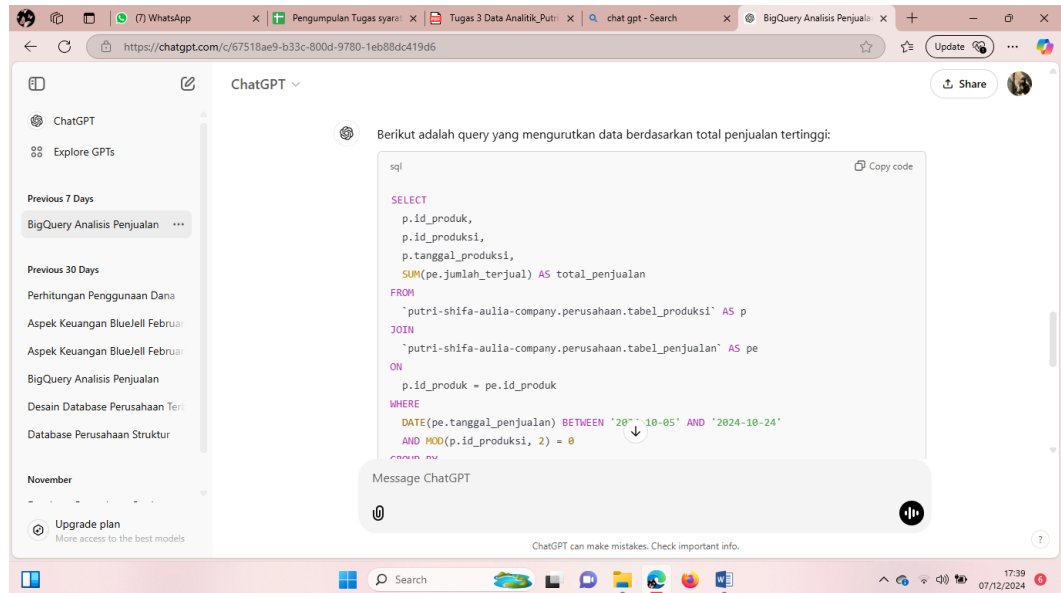 (7) WhatsApp
Pengumpulan Tugas syarat
Tugas 3 Data Analitik_Putri
chat gpt - Search
BigQuery Analisis Penjuala
https://chatgpt.com/c/67518ae9-b33c-800d-9780-1eb88dc419d6
Update
ChatGPT
Share
ChatGPT
Explore GPTs
Previous 7 Days
BigQuery Analisis Penjualan
Previous 30 Days
Perhitungan Penggunaan Dana
Aspek Keuangan BlueJell Februar
Aspek Keuangan BlueJell Februar
BigQuery Analisis Penjualan
Desain Database Perusahaan Ter
Database Perusahaan Struktur
November
Upgrade plan
More access to the best models
Berikut adalah query yang mengurutkan data berdasarkan total penjualan tertinggi:
sql
Copy code
SELECT
p.id_produk,
p.id_produksi,
p.tanggal_produksi,
SUM(pe.jumlah_terjual) AS total_penjualan
FROM
`putri-shifa-aulia-company.perusahaan.tabel_produksi` AS p
JOIN
`putri-shifa-aulia-company.perusahaan.tabel_penjualan` AS pe
ON
p.id_produk = pe.id_produk
WHERE
DATE(pe.tanggal_penjualan) BETWEEN '2024-10-05' AND '2024-10-24'
AND MOD(p.id_produksi, 2) = 0
GROUP BY
Message ChatGPT
ChatGPT can make mistakes. Check important info.
?
Search
17:39
07/12/2024
6